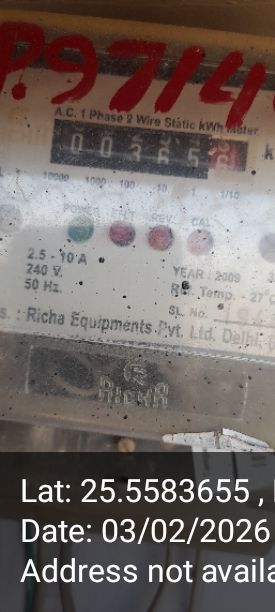 P.9714
A.C. 1 Phase 2 Wire Static kWh Meter
0 0 3 6 5
10000 1000 100 10 1 1/10
POWER E/LT REV. CAL
2.5 - 10 A
240 V.
50 Hz.
YEAR : 2009
Ref. Temp. - 27
SL. No.
s. : Richa Equipments Pvt. Ltd. Delhi.
RICHA
Lat: 25.5583655 ,
Date: 03/02/2026
Address not availa